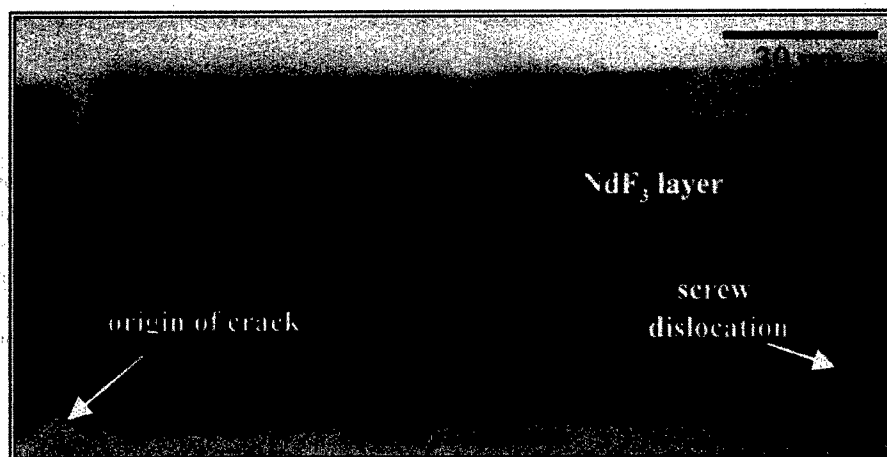 NdF₃ layer
screw
dislocation
origin of crack